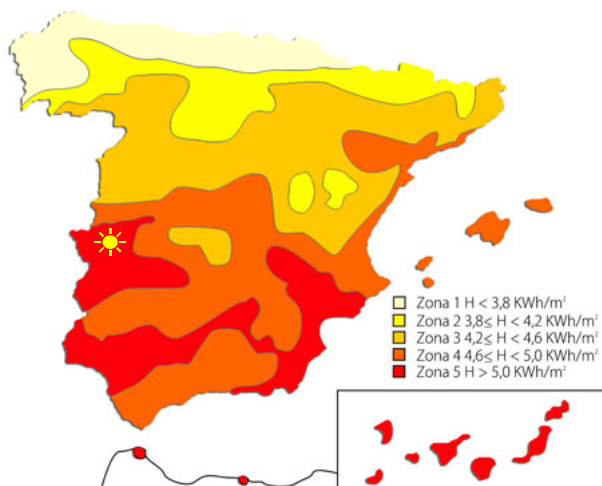 Zona 1 H < 3,8 KWh/m²
Zona 2 3,8≤ H < 4,2 KWh/m²
Zona 3 4,2≤ H < 4,6 KWh/m²
Zona 4 4,6≤ H < 5,0 KWh/m²
Zona 5 H > 5,0 KWh/m²